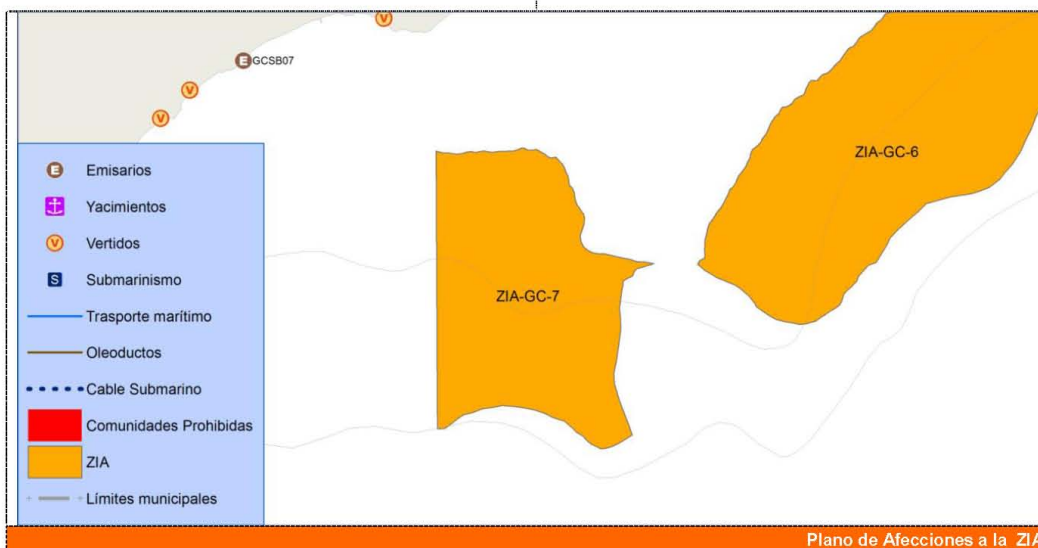 V
E GCSB07
V
V
ZIA-GC-6
ZIA-GC-7
E Emisarios
Yacimientos
V Vertidos
S Submarinismo
Trasporte marítimo
Oleoductos
Cable Submarino
Comunidades Prohibidas
ZIA
Límites municipales
Plano de Afecciones a la ZIA